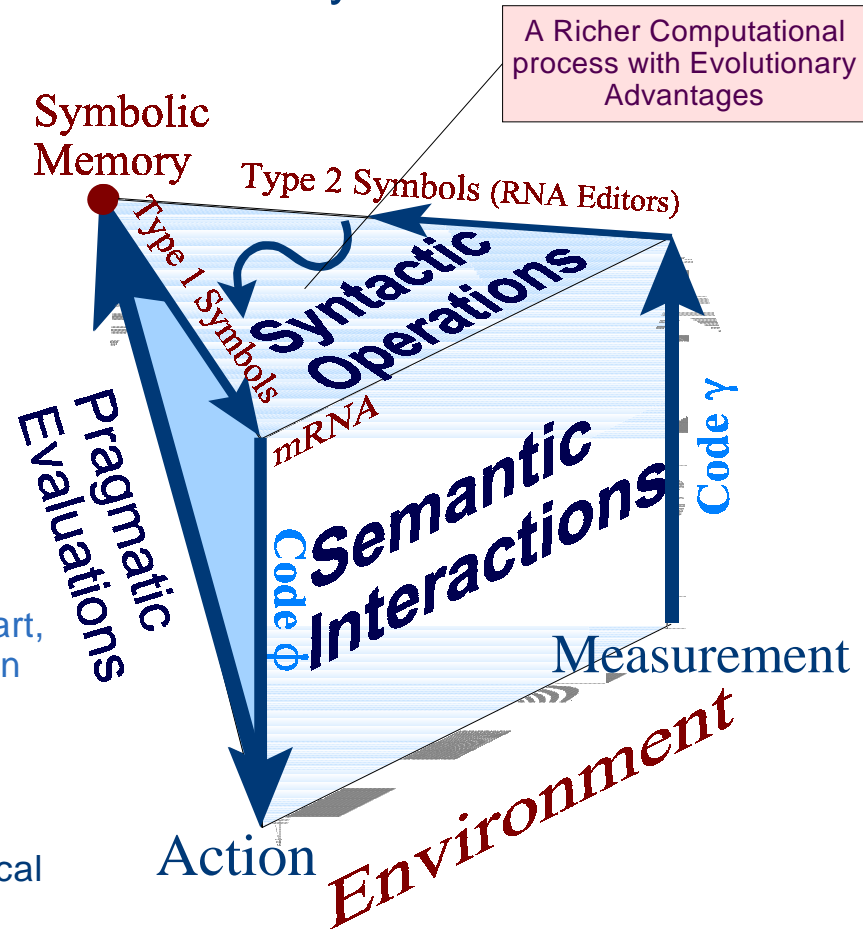 A Richer Computational
process with Evolutionary
Advantages
Symbolic
Memory
Type 2 Symbols (RNA Editors)
Type 1 Symbols
Syntactic
Operations
mRNA
Pragmatic
Evaluations
Code ϕ
Semantic
Interactions
Code γ
Measurement
Environment
Action